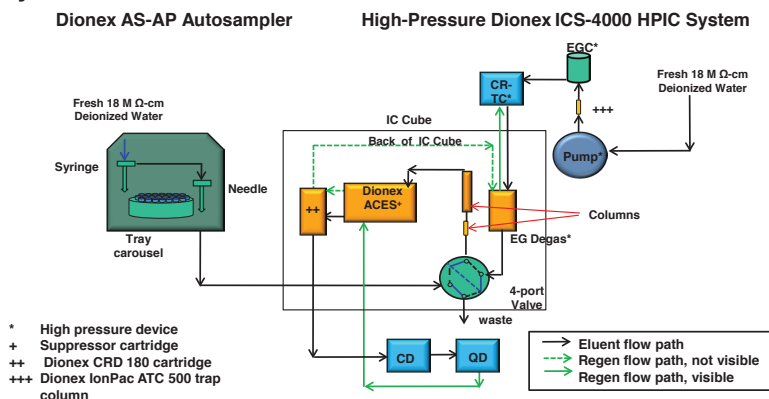 Dionex AS-AP Autosampler
High-Pressure Dionex ICS-4000 HPIC System
EGC*
Fresh 18 M Ω-cm
Deionized Water
CR-
TC*
+++
Fresh 18 M Ω-cm
Deionized Water
IC Cube
Back of IC Cube
Pump*
Syringe
Needle
Dionex
ACES*
++
Columns
EG Degas*
Tray
carousel
4-port
Valve
waste
* High pressure device
+ Suppressor cartridge
++ Dionex CRD 180 cartridge
+++ Dionex IonPac ATC 500 trap
column
CD
QD
Eluent flow path
Regen flow path, not visible
Regen flow path, visible